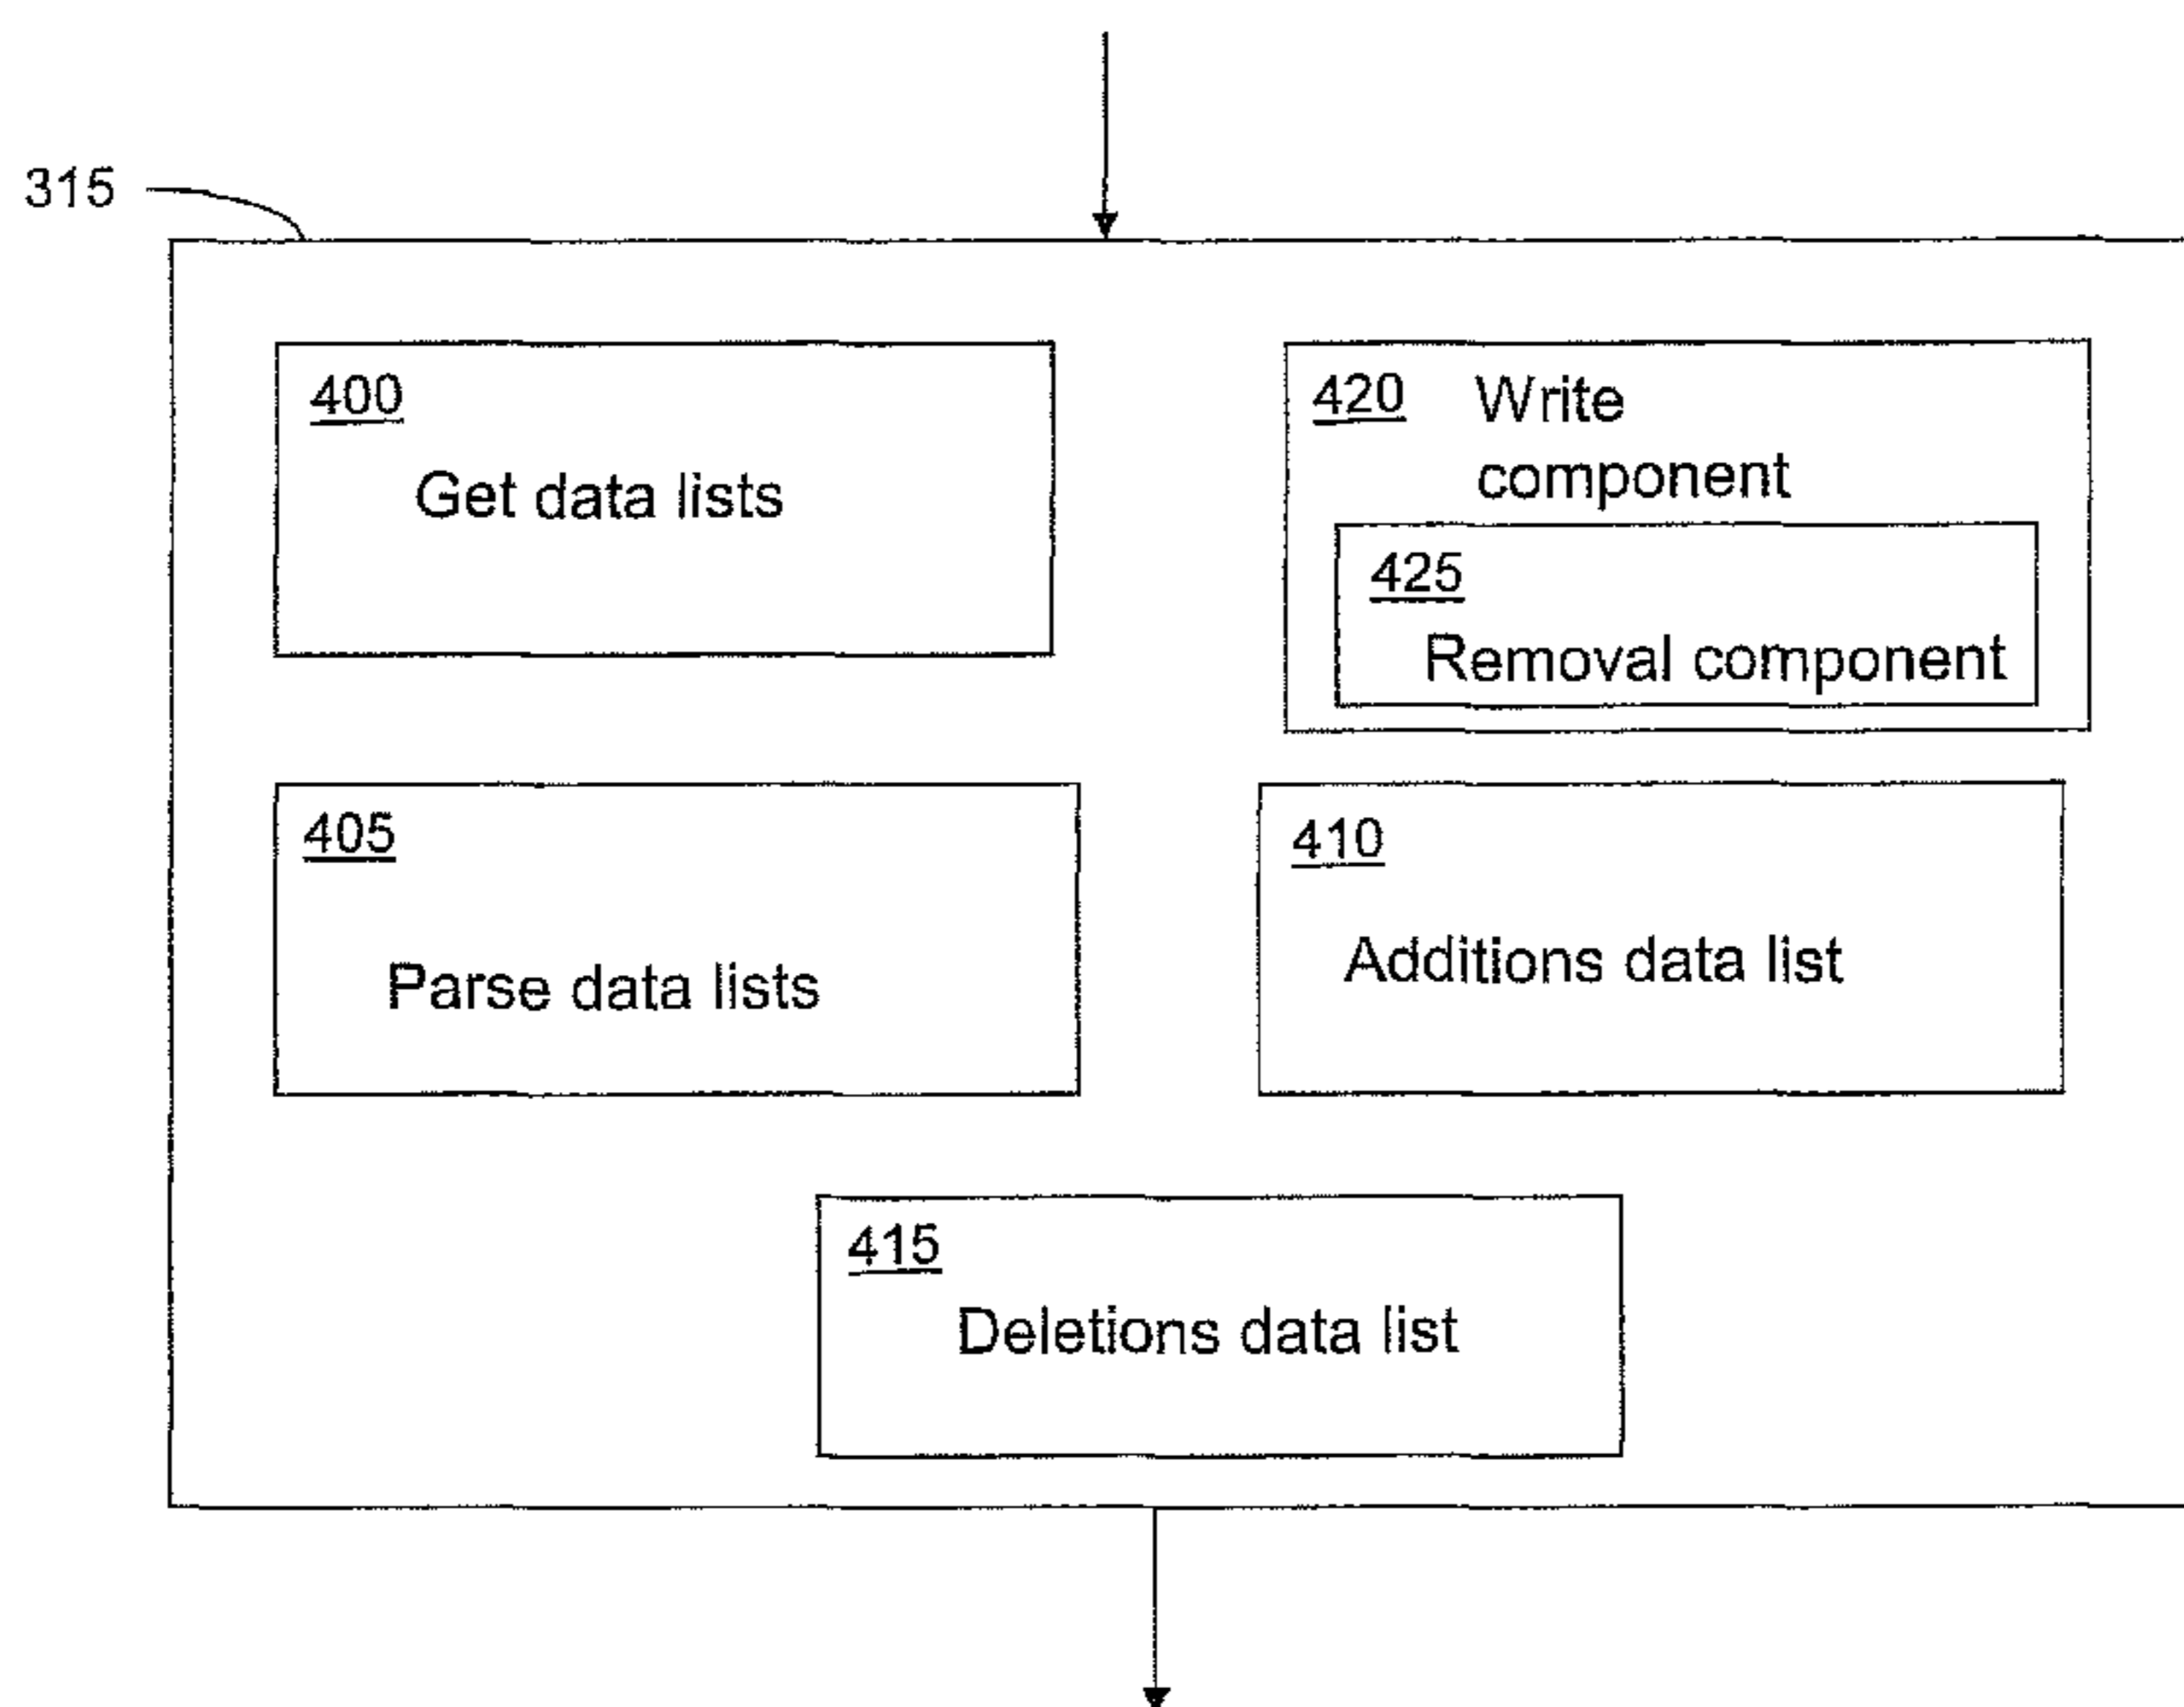 315
400
Get data lists
420 Write
component
425
Removal component
405
Parse data lists
410
Additions data list
415
Deletions data list